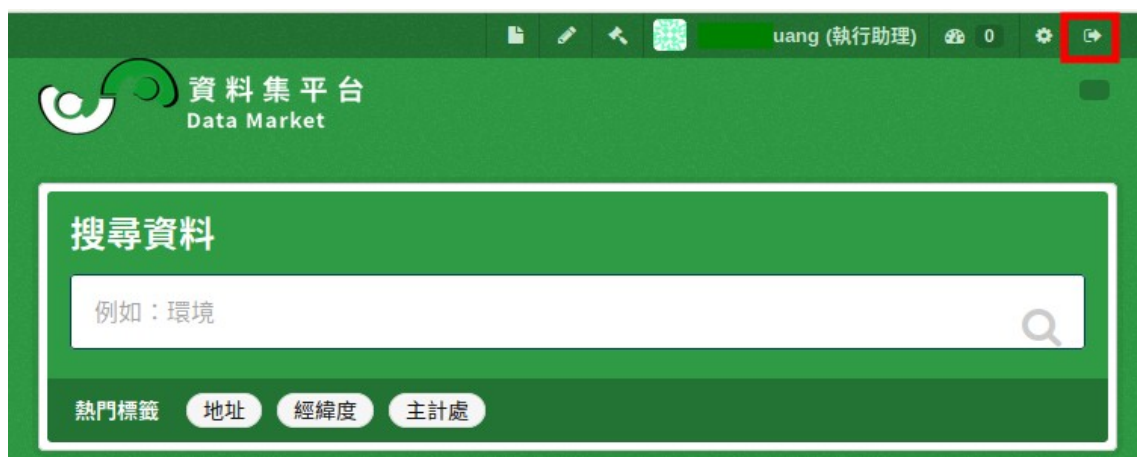 uang (執行助理) 0
資料集平台
Data Market
搜尋資料
例如：環境
熱門標籤 地址 經緯度 主計處